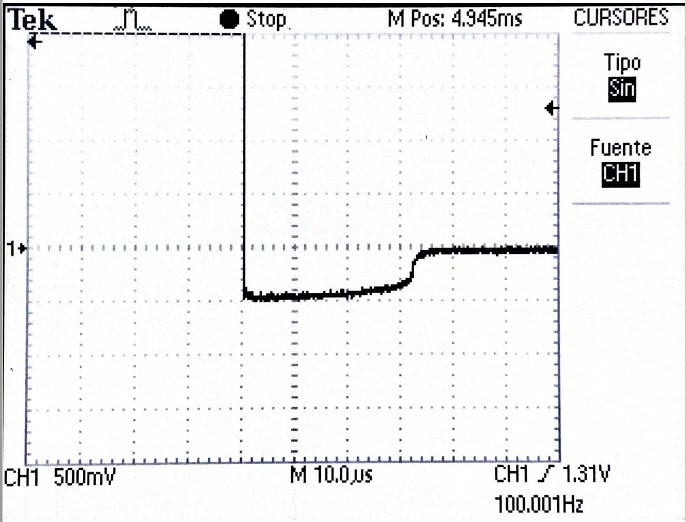 Tek Stop M Pos: 4.945ms CURSORES
Tipo
Sin
Fuente
CH1
1
CH1 500mV M 10.0µs CH1 1.31V
100.001Hz